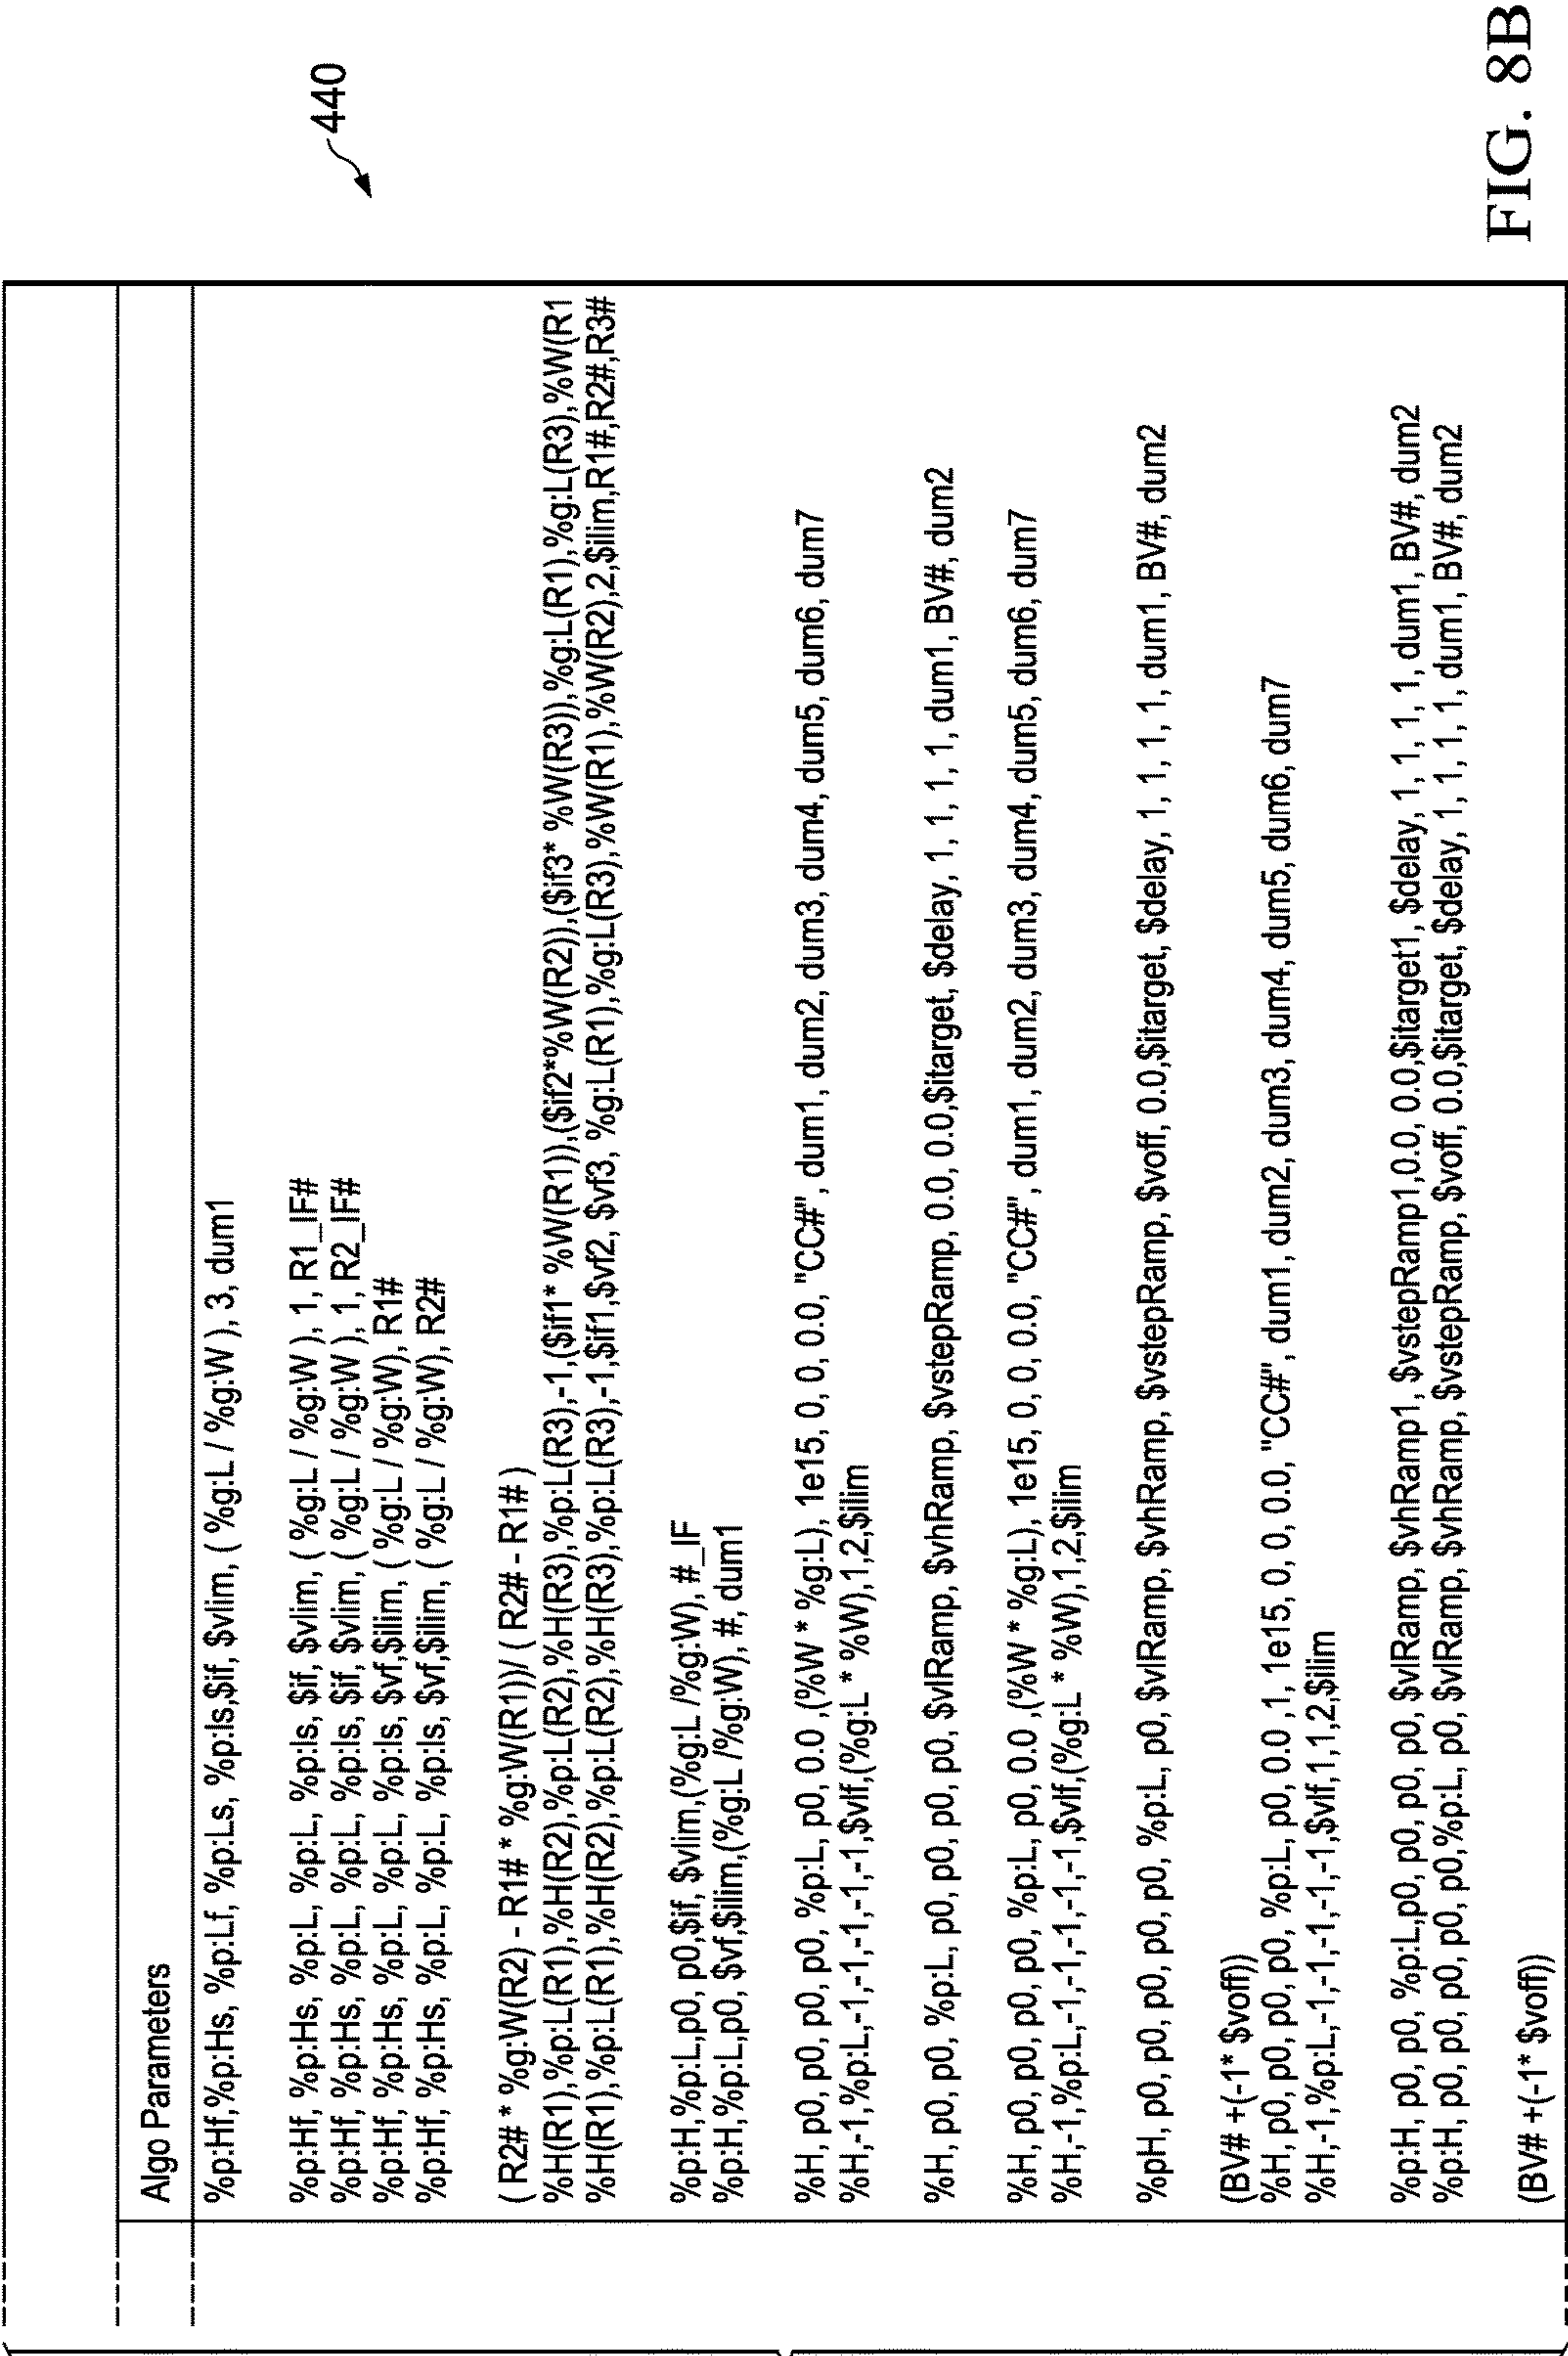 440
Algo Parameters
%p:Hf,%p:Hs, %p:Lf, %p:Ls, %p:Is,$if, $vlim, ( %g:L / %g:W ), 3, dum1
%p:Hf, %p:Hs, %p:L, %p:L, %p:Is, $if, $vlim, ( %g:L / %g:W ), 1, R1_IF#
%p:Hf, %p:Hs, %p:L, %p:L, %p:Is, $if, $vlim, ( %g:L / %g:W ), 1, R2_IF#
%p:Hf, %p:Hs, %p:L, %p:L, %p:Is, $vf,$ilim, ( %g:L / %g:W), R1#
%p:Hf, %p:Hs, %p:L, %p:L, %p:Is, $vf,$ilim, ( %g:L / %g:W), R2#
( R2# * %g:W(R2) - R1# * %g:W(R1))/ ( R2# - R1# )
%H(R1),%p:L(R1),%H(R2),%p:L(R2),%H(R3),%p:L(R3),-1,($if1* %W(R1)),($if2*%W(R2)),($if3* %W(R3)),%g:L(R1),%g:L(R3),%W(R1
%H(R1),%p:L(R1),%H(R2),%p:L(R2),%H(R3),%p:L(R3),-1,$if1,$vf2, $vf3, %g:L(R1),%g:L(R3),%W(R1),%W(R2),2,$ilim,R1#,R2#,R3#
%p:H,%p:L,p0, p0,$if, $vlim,(%g:L /%g:W), #_IF
%p:H,%p:L,p0, $vf,$ilim,(%g:L /%g:W), #, dum1
%H, p0, p0, p0, p0, %p:L, p0, 0.0 ,(%W * %g:L), 1e15, 0, 0, 0.0, "CC#", dum1, dum2, dum3, dum4, dum5, dum6, dum7
%H,-1,%p:L,-1,-1,-1,-1,-1,$vlf,(%g:L * %W),1,2,$ilim
%H, p0, p0, %p:L, p0, p0, p0, p0, $vlRamp, $vhRamp, $vstepRamp, 0.0, 0.0,$itarget, $delay, 1, 1, 1, 1, dum1, BV#, dum2
%H, p0, p0, p0, p0, %p:L, p0, 0.0 ,(%W * %g:L), 1e15, 0, 0, 0.0, "CC#", dum1, dum2, dum3, dum4, dum5, dum6, dum7
%H,-1,%p:L,-1,-1,-1,-1,-1,$vlf,(%g:L * %W),1,2,$ilim
%pH, p0, p0, p0, p0, p0, %p:L, p0, $vlRamp, $vhRamp, $vstepRamp, $voff, 0.0,$itarget, $delay, 1, 1, 1, 1, dum1, BV#, dum2
(BV# +(-1* $voff))
%H, p0, p0, p0, p0, %p:L, p0, 0.0 ,1, 1e15, 0, 0, 0.0, "CC#", dum1, dum2, dum3, dum4, dum5, dum6, dum7
%H,-1,%p:L,-1,-1,-1,-1,-1,$vlf,1,1,2,$ilim
%p:H, p0, p0, %p:L,p0, p0, p0, p0, $vlRamp, $vhRamp1, $vstepRamp1,0.0, 0.0,$itarget1, $delay, 1, 1, 1, 1, dum1, BV#, dum2
%p:H, p0, p0, p0, p0, p0,%p:L, p0, $vlRamp, $vhRamp, $vstepRamp, $voff, 0.0,$itarget, $delay, 1, 1, 1, 1, dum1, BV#, dum2
(BV# +(-1* $voff))
FIG. 8B